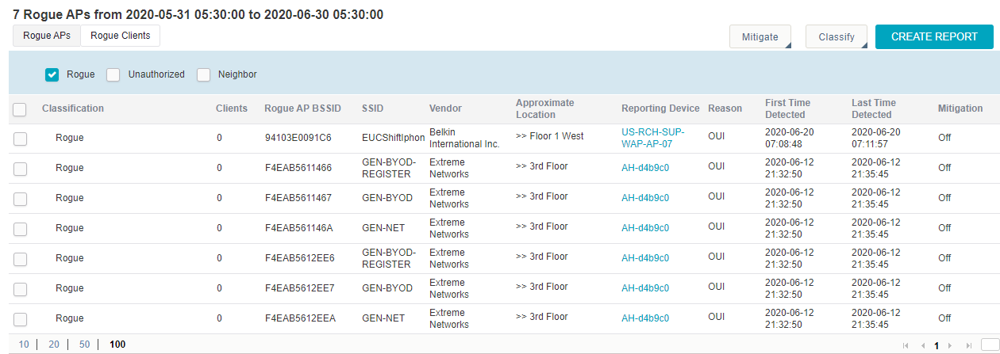 7 Rogue APs from 2020-05-31 05:30:00 to 2020-06-30 05:30:00
Rogue APs Rogue Clients Mitigate Classify CREATE REPORT
Rogue Unauthorized Neighbor
Classification Clients Rogue AP BSSID SSID Vendor Approximate Location Reporting Device Reason First Time Detected Last Time Detected Mitigation
Rogue 0 94103E0091C6 EUCShiftIphon Belkin International Inc. >> Floor 1 West US-RCH-SUP-WAP-AP-07 OUI 2020-06-20 07:08:48 2020-06-20 07:11:57 Off
Rogue 0 F4EAB5611466 GEN-BYOD-REGISTER Extreme Networks >> 3rd Floor AH-d4b9c0 OUI 2020-06-12 21:32:50 2020-06-12 21:35:45 Off
Rogue 0 F4EAB5611467 GEN-BYOD Extreme Networks >> 3rd Floor AH-d4b9c0 OUI 2020-06-12 21:32:50 2020-06-12 21:35:45 Off
Rogue 0 F4EAB561146A GEN-NET Extreme Networks >> 3rd Floor AH-d4b9c0 OUI 2020-06-12 21:32:50 2020-06-12 21:35:45 Off
Rogue 0 F4EAB5612EE6 GEN-BYOD-REGISTER Extreme Networks >> 3rd Floor AH-d4b9c0 OUI 2020-06-12 21:32:50 2020-06-12 21:35:45 Off
Rogue 0 F4EAB5612EE7 GEN-BYOD Extreme Networks >> 3rd Floor AH-d4b9c0 OUI 2020-06-12 21:32:50 2020-06-12 21:35:45 Off
Rogue 0 F4EAB5612EEA GEN-NET Extreme Networks >> 3rd Floor AH-d4b9c0 OUI 2020-06-12 21:32:50 2020-06-12 21:35:45 Off
10 | 20 | 50 | 100 1